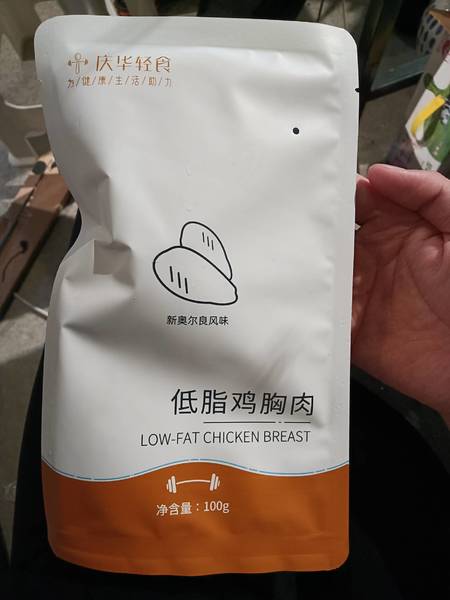 庆华轻食
为/健/康/生/活/助/力
新奥尔良风味
低脂鸡胸肉
LOW-FAT CHICKEN BREAST
净含量：100g